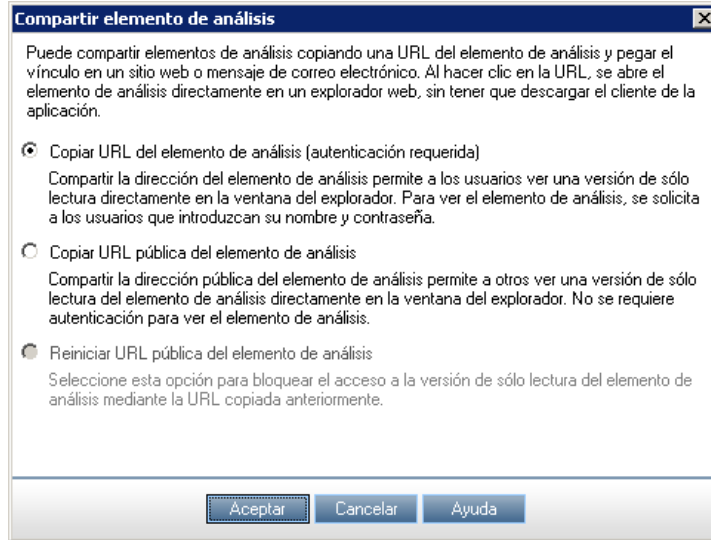 Compartir elemento de análisis
Puede compartir elementos de análisis copiando una URL del elemento de análisis y pegar el
vínculo en un sitio web o mensaje de correo electrónico. Al hacer clic en la URL, se abre el
elemento de análisis directamente en un explorador web, sin tener que descargar el cliente de la
aplicación.
Copiar URL del elemento de análisis (autenticación requerida)
Compartir la dirección del elemento de análisis permite a los usuarios ver una versión de sólo
lectura directamente en la ventana del explorador. Para ver el elemento de análisis, se solicita
a los usuarios que introduzcan su nombre y contraseña.
Copiar URL pública del elemento de análisis
Compartir la dirección pública del elemento de análisis permite a otros ver una versión de sólo
lectura del elemento de análisis directamente en la ventana del explorador. No se requiere
autenticación para ver el elemento de análisis.
Reiniciar URL pública del elemento de análisis
Seleccione esta opción para bloquear el acceso a la versión de sólo lectura del elemento de
análisis mediante la URL copiada anteriormente.
Aceptar Cancelar Ayuda